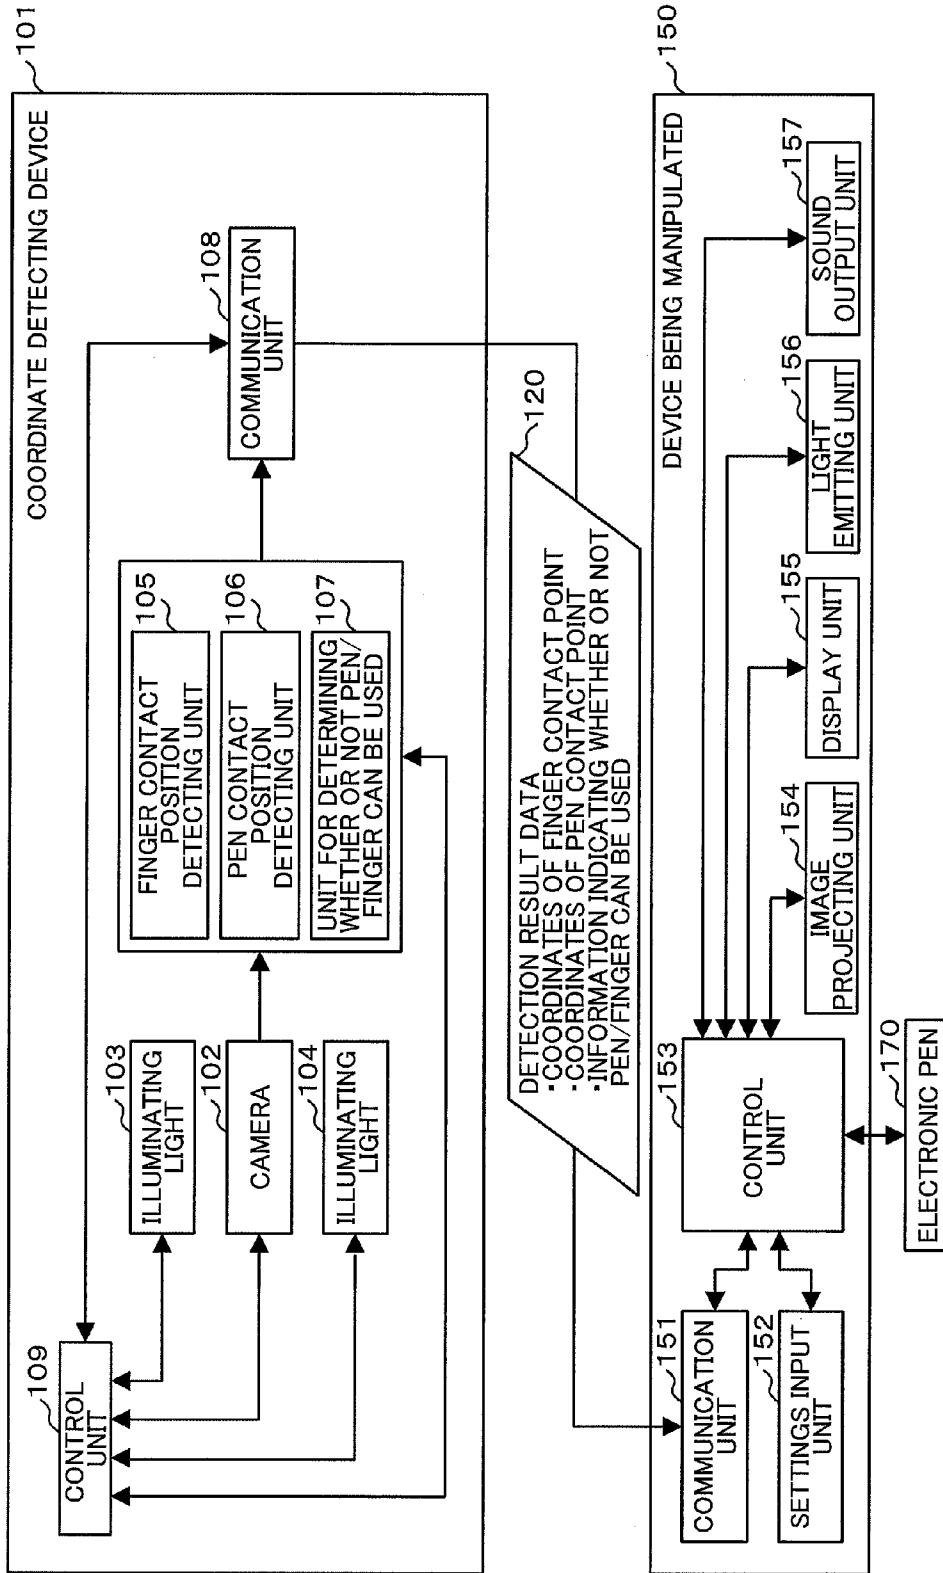 COORDINATE DETECTING DEVICE
101
109
CONTROL
UNIT
103
ILLUMINATING
LIGHT
102
CAMERA
104
ILLUMINATING
LIGHT
105
FINGER CONTACT
POSITION
DETECTING UNIT
106
PEN CONTACT
POSITION
DETECTING UNIT
107
UNIT FOR DETERMINING
WHETHER OR NOT PEN/
FINGER CAN BE USED
108
COMMUNICATION
UNIT
120
DETECTION RESULT DATA
・COORDINATES OF FINGER CONTACT POINT
・COORDINATES OF PEN CONTACT POINT
・INFORMATION INDICATING WHETHER OR NOT
PEN/FINGER CAN BE USED
DEVICE BEING MANIPULATED
150
151
COMMUNICATION
UNIT
152
SETTINGS INPUT
UNIT
153
CONTROL
UNIT
154
IMAGE
PROJECTING UNIT
155
DISPLAY UNIT
156
LIGHT
EMITTING UNIT
157
SOUND
OUTPUT UNIT
170
ELECTRONIC PEN